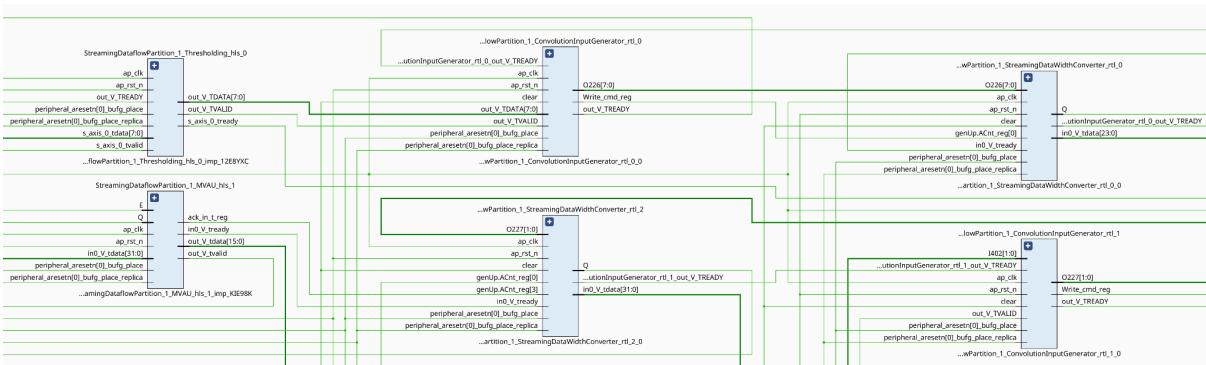 StreamingDataflowPartition_1_Thresholding_hls_0
ap_clk
ap_rst_n
out_V_TREADY
peripheral_aresetn[0]_bufg_place
peripheral_aresetn[0]_bufg_place_replica
s_axis_0_tdata[7:0]
s_axis_0_tvalid
out_V_TDATA[7:0]
out_V_TVALID
s_axis_0_tready
...flowPartition_1_Thresholding_hls_0_imp_12E8YXC
StreamingDataflowPartition_1_MVAU_hls_1
E
Q
ap_clk
ap_rst_n
in0_V_tdata[31:0]
peripheral_aresetn[0]_bufg_place
peripheral_aresetn[0]_bufg_place_replica
ack_in_t_reg
in0_V_tready
out_V_tdata[15:0]
out_V_tvalid
...amingDataflowPartition_1_MVAU_hls_1_imp_KIE98K
...lowPartition_1_ConvolutionInputGenerator_rtl_0
...utionInputGenerator_rtl_0_out_V_TREADY
ap_clk
ap_rst_n
clear
out_V_TDATA[7:0]
out_V_TVALID
peripheral_aresetn[0]_bufg_place
peripheral_aresetn[0]_bufg_place_replica
O226[7:0]
Write_cmd_reg
out_V_TREADY
...wPartition_1_ConvolutionInputGenerator_rtl_0_0
...wPartition_1_StreamingDataWidthConverter_rtl_2
O227[1:0]
ap_clk
ap_rst_n
clear
genUp.ACnt_reg[0]
genUp.ACnt_reg[3]
in0_V_tready
peripheral_aresetn[0]_bufg_place
peripheral_aresetn[0]_bufg_place_replica
Q
...utionInputGenerator_rtl_1_out_V_TREADY
in0_V_tdata[31:0]
...artition_1_StreamingDataWidthConverter_rtl_2_0
...wPartition_1_StreamingDataWidthConverter_rtl_0
O226[7:0]
ap_clk
ap_rst_n
clear
genUp.ACnt_reg[0]
in0_V_tready
peripheral_aresetn[0]_bufg_place
peripheral_aresetn[0]_bufg_place_replica
Q
...utionInputGenerator_rtl_0_out_V_TREADY
in0_V_tdata[23:0]
...artition_1_StreamingDataWidthConverter_rtl_0_0
...lowPartition_1_ConvolutionInputGenerator_rtl_1
I402[1:0]
...utionInputGenerator_rtl_1_out_V_TREADY
ap_clk
ap_rst_n
clear
out_V_TVALID
peripheral_aresetn[0]_bufg_place
peripheral_aresetn[0]_bufg_place_replica
O227[1:0]
Write_cmd_reg
out_V_TREADY
...wPartition_1_ConvolutionInputGenerator_rtl_1_0